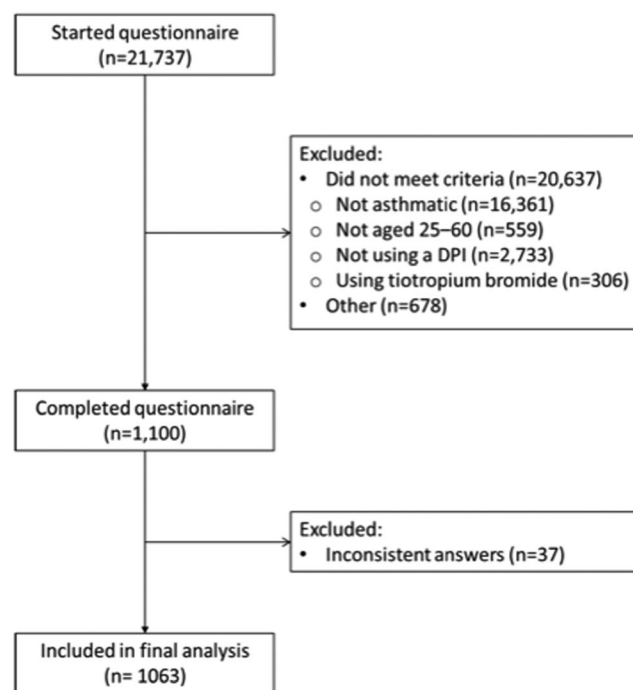 Started questionnaire
(n=21,737)
Excluded:
• Did not meet criteria (n=20,637)
o Not asthmatic (n=16,361)
o Not aged 25–60 (n=559)
o Not using a DPI (n=2,733)
o Using tiotropium bromide (n=306)
• Other (n=678)
Completed questionnaire
(n=1,100)
Excluded:
• Inconsistent answers (n=37)
Included in final analysis
(n= 1063)